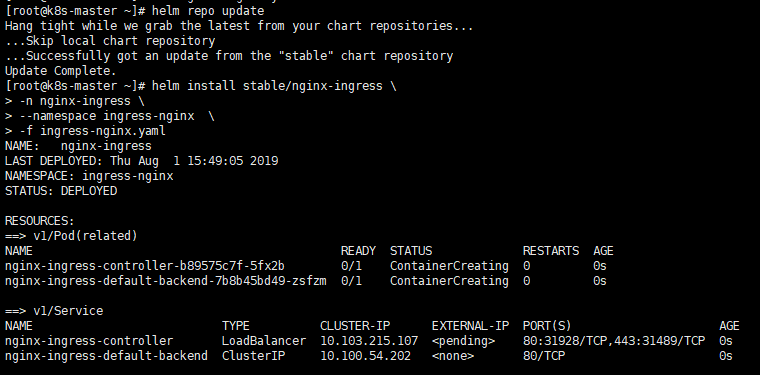 [root@k8s-master ~]# helm repo update
Hang tight while we grab the latest from your chart repositories...
...Skip local chart repository
...Successfully got an update from the "stable" chart repository
Update Complete.
[root@k8s-master ~]# helm install stable/nginx-ingress \
> -n nginx-ingress \
> --namespace ingress-nginx  \
> -f ingress-nginx.yaml
NAME:   nginx-ingress
LAST DEPLOYED: Thu Aug  1 15:49:05 2019
NAMESPACE: ingress-nginx
STATUS: DEPLOYED
RESOURCES:
==> v1/Pod(related)
NAME READY STATUS RESTARTS AGE
nginx-ingress-controller-b89575c7f-5fx2b 0/1 ContainerCreating 0 0s
nginx-ingress-default-backend-7b8b45bd49-zsfzm 0/1 ContainerCreating 0 0s
==> v1/Service
NAME TYPE CLUSTER-IP EXTERNAL-IP PORT(S) AGE
nginx-ingress-controller LoadBalancer 10.103.215.107 <pending> 80:31928/TCP,443:31489/TCP 0s
nginx-ingress-default-backend ClusterIP 10.100.54.202 <none> 80/TCP 0s